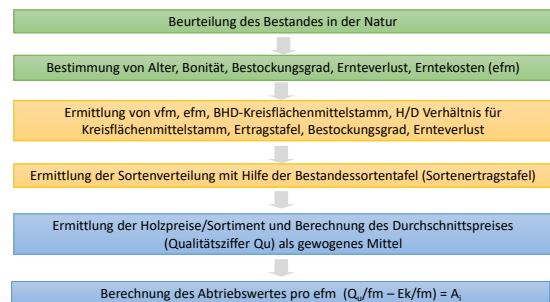 Beurteilung des Bestandes in der Natur
Bestimmung von Alter, Bonität, Bestockungsgrad, Ernteverlust, Erntekosten (efm)
Ermittlung von vfm, efm, BHD-Kreisflächenmittelstamm, H/D Verhältnis für
Kreisflächenmittelstamm, Ertragstafel, Bestockungsgrad, Ernteverlust
Ermittlung der Sortenverteilung mit Hilfe der Bestandessortentafel (Sortenertragstafel)
Ermittlung der Holzpreise/Sortiment und Berechnung des Durchschnittspreises
(Qualitätsziffer Qu) als gewogenes Mittel
Berechnung des Abtriebswertes pro efm (Qu/fm – Ek/fm) = Ai